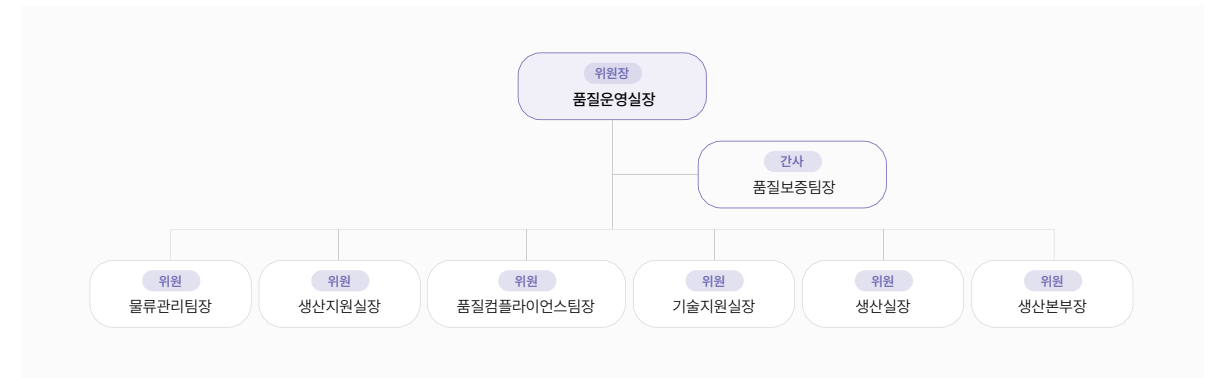 위원장
품질운영실장
간사
품질보증팀장
위원
물류관리팀장
위원
생산지원실장
위원
품질컴플라이언스팀장
위원
기술지원실장
위원
생산실장
위원
생산본부장